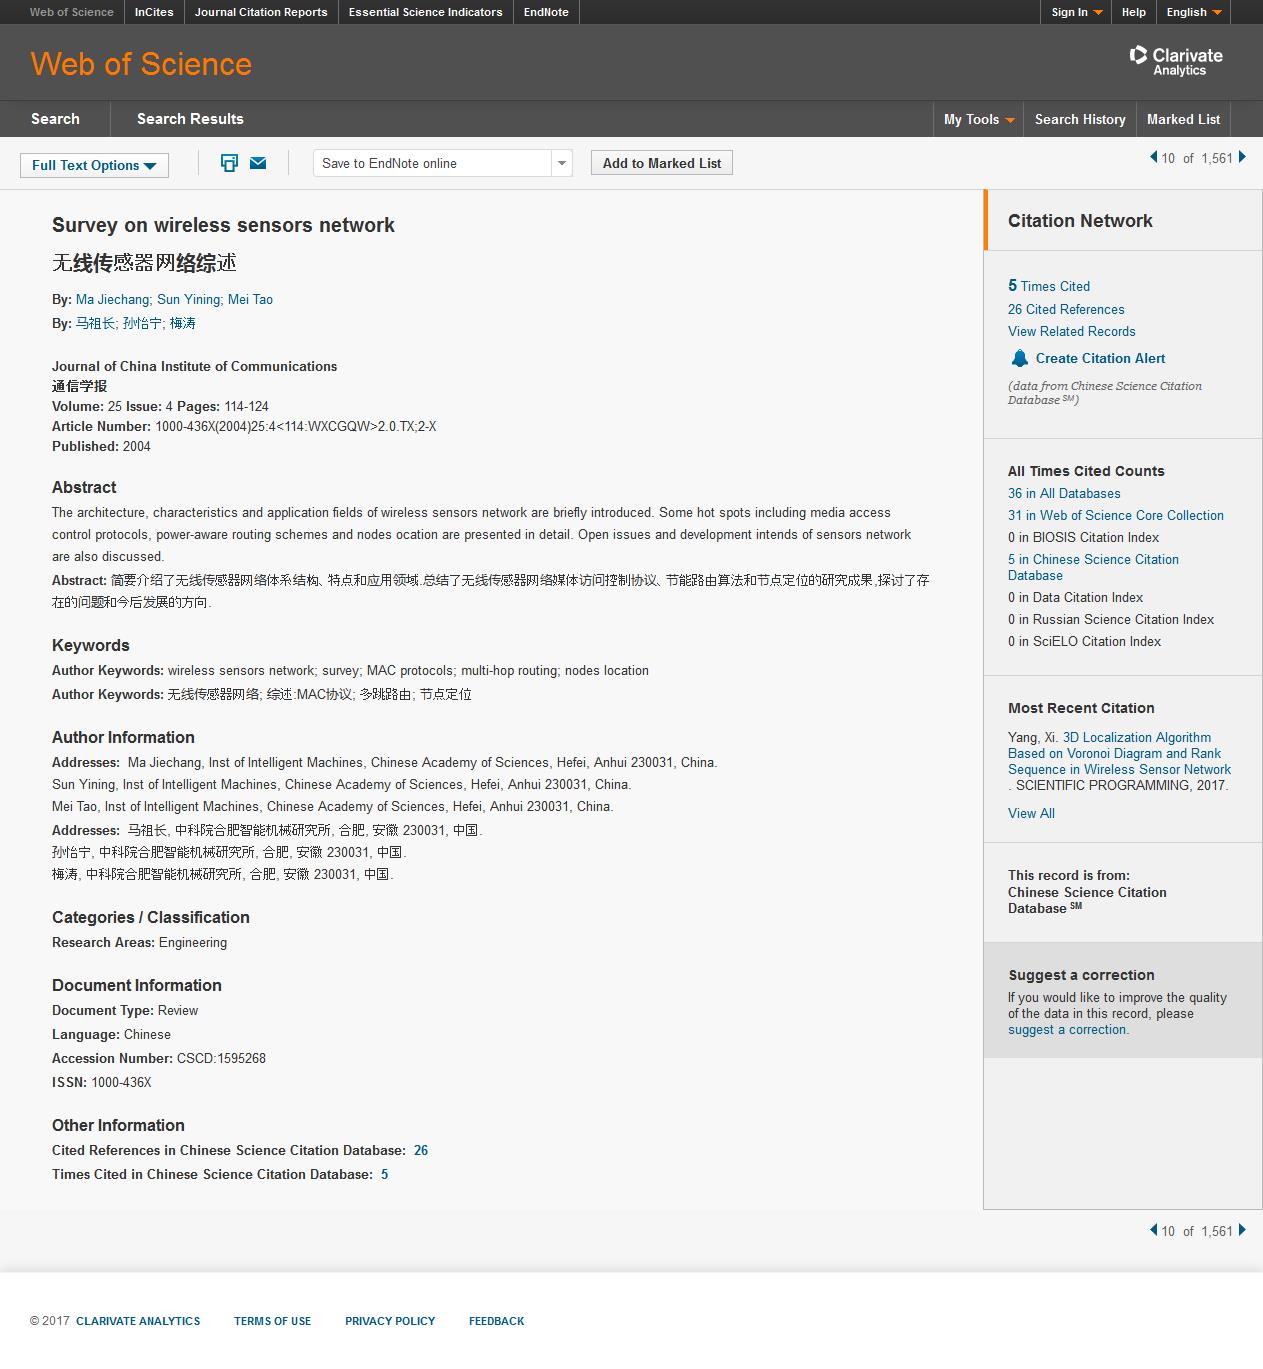 Web of Science InCites Journal Citation Reports Essential Science Indicators EndNote Sign In Help English
Web of Science
Clarivate
Analytics
Search Search Results My Tools Search History Marked List
Full Text Options Save to EndNote online Add to Marked List 10 of 1,561
Survey on wireless sensors network
无线传感器网络综述
By: Ma Jiechang; Sun Yining; Mei Tao
By: 马祖长; 孙怡宁; 梅涛
Journal of China Institute of Communications
通信学报
Volume: 25 Issue: 4 Pages: 114-124
Article Number: 1000-436X(2004)25:4<114:WXCGQW>2.0.TX;2-X
Published: 2004
Abstract
The architecture, characteristics and application fields of wireless sensors network are briefly introduced. Some hot spots including media access
control protocols, power-aware routing schemes and nodes ocation are presented in detail. Open issues and development intends of sensors network
are also discussed.
Abstract: 简要介绍了无线传感器网络体系结构、特点和应用领域.总结了无线传感器网络媒体访问控制协议、节能路由算法和节点定位的研究成果,探讨了存
在的问题和今后发展的方向.
Keywords
Author Keywords: wireless sensors network; survey; MAC protocols; multi-hop routing; nodes location
Author Keywords: 无线传感器网络; 综述:MAC协议; 多跳路由; 节点定位
Author Information
Addresses: Ma Jiechang, Inst of Intelligent Machines, Chinese Academy of Sciences, Hefei, Anhui 230031, China.
Sun Yining, Inst of Intelligent Machines, Chinese Academy of Sciences, Hefei, Anhui 230031, China.
Mei Tao, Inst of Intelligent Machines, Chinese Academy of Sciences, Hefei, Anhui 230031, China.
Addresses: 马祖长, 中科院合肥智能机械研究所, 合肥, 安徽 230031, 中国.
孙怡宁, 中科院合肥智能机械研究所, 合肥, 安徽 230031, 中国.
梅涛, 中科院合肥智能机械研究所, 合肥, 安徽 230031, 中国.
Categories / Classification
Research Areas: Engineering
Document Information
Document Type: Review
Language: Chinese
Accession Number: CSCD:1595268
ISSN: 1000-436X
Other Information
Cited References in Chinese Science Citation Database: 26
Times Cited in Chinese Science Citation Database: 5
Citation Network
5 Times Cited
26 Cited References
View Related Records
Create Citation Alert
(data from Chinese Science Citation
Database SM)
All Times Cited Counts
36 in All Databases
31 in Web of Science Core Collection
0 in BIOSIS Citation Index
5 in Chinese Science Citation
Database
0 in Data Citation Index
0 in Russian Science Citation Index
0 in SciELO Citation Index
Most Recent Citation
Yang, Xi. 3D Localization Algorithm
Based on Voronoi Diagram and Rank
Sequence in Wireless Sensor Network
. SCIENTIFIC PROGRAMMING, 2017.
View All
This record is from:
Chinese Science Citation
Database SM
Suggest a correction
If you would like to improve the quality
of the data in this record, please
suggest a correction.
10 of 1,561
© 2017 CLARIVATE ANALYTICS TERMS OF USE PRIVACY POLICY FEEDBACK